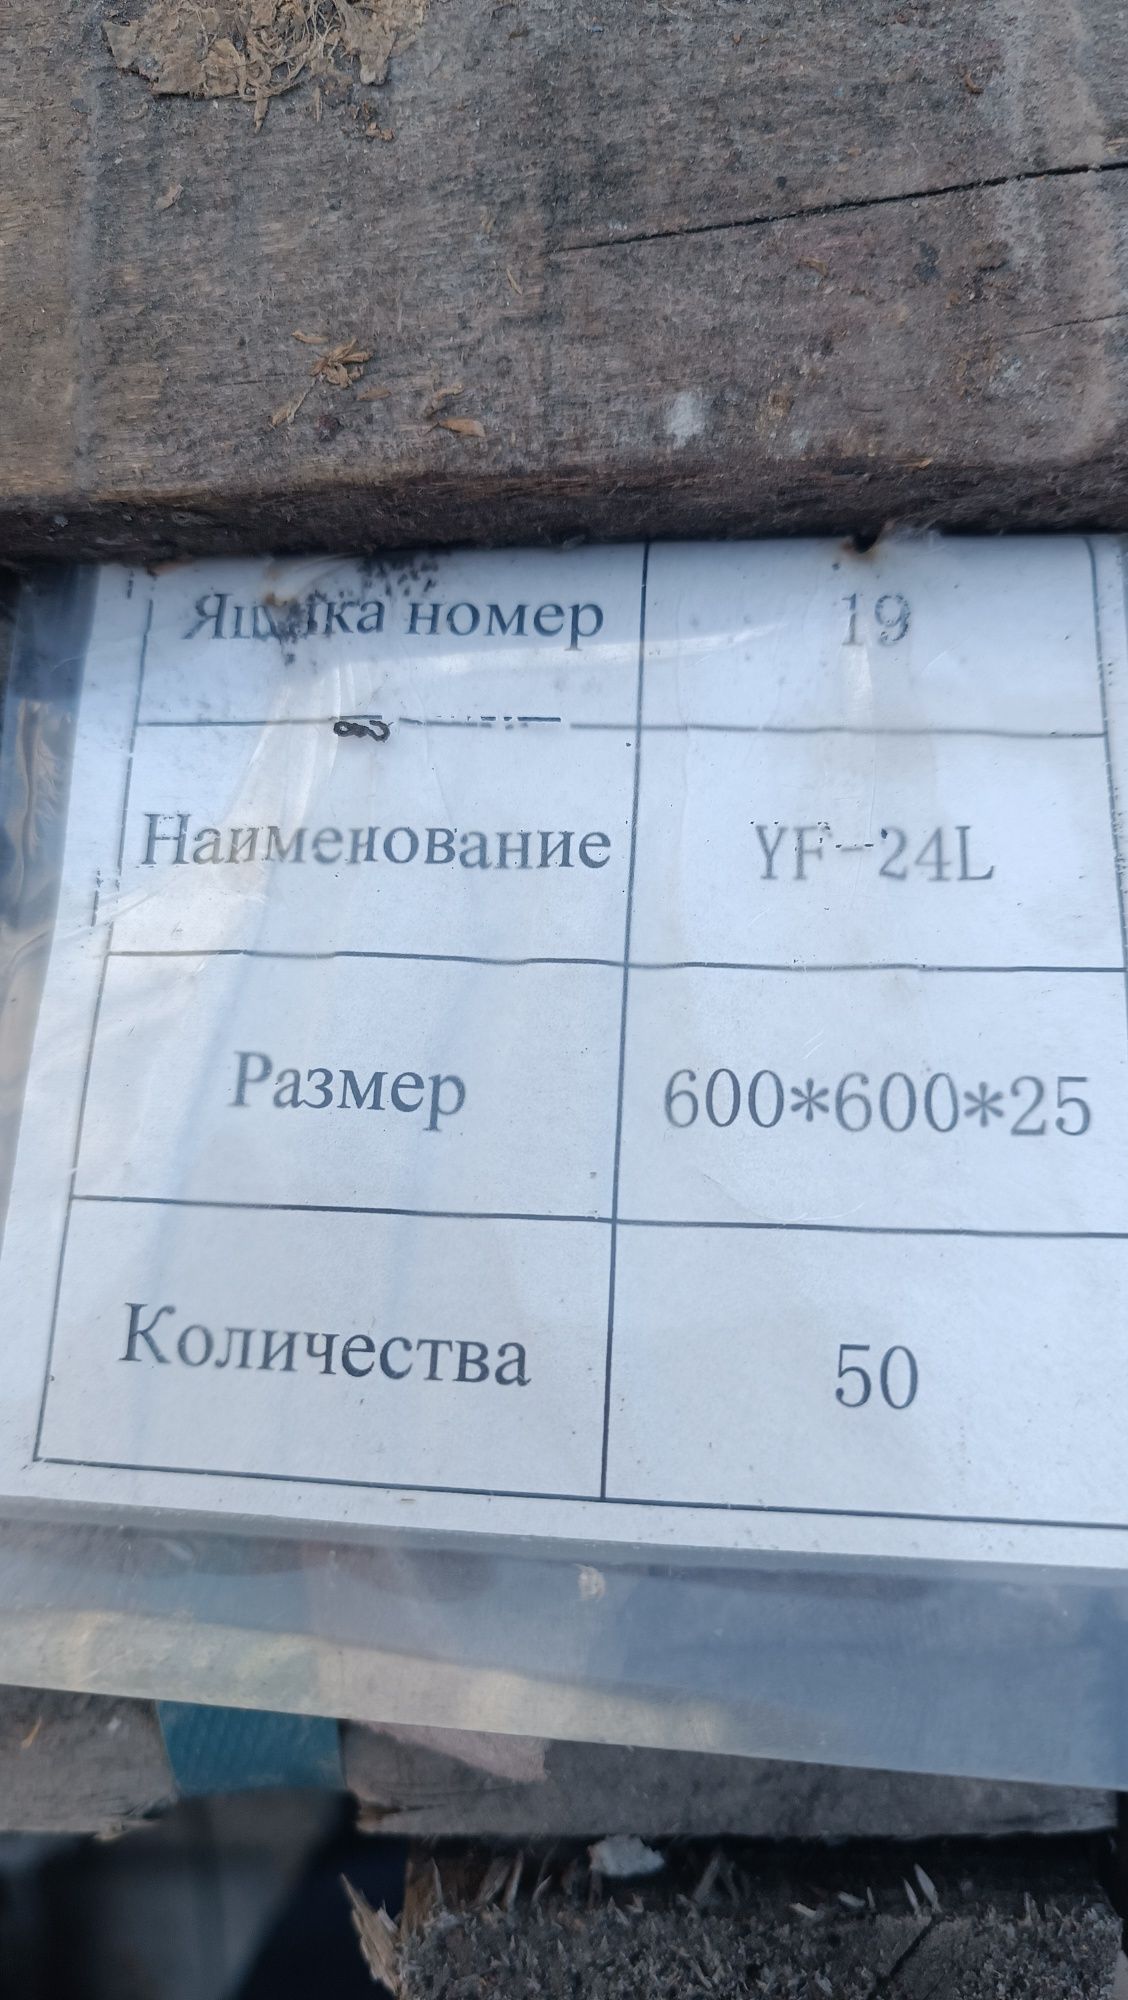 Ящика номер 19
Наименование YF-24L
Размер 600*600*25
Количества 50